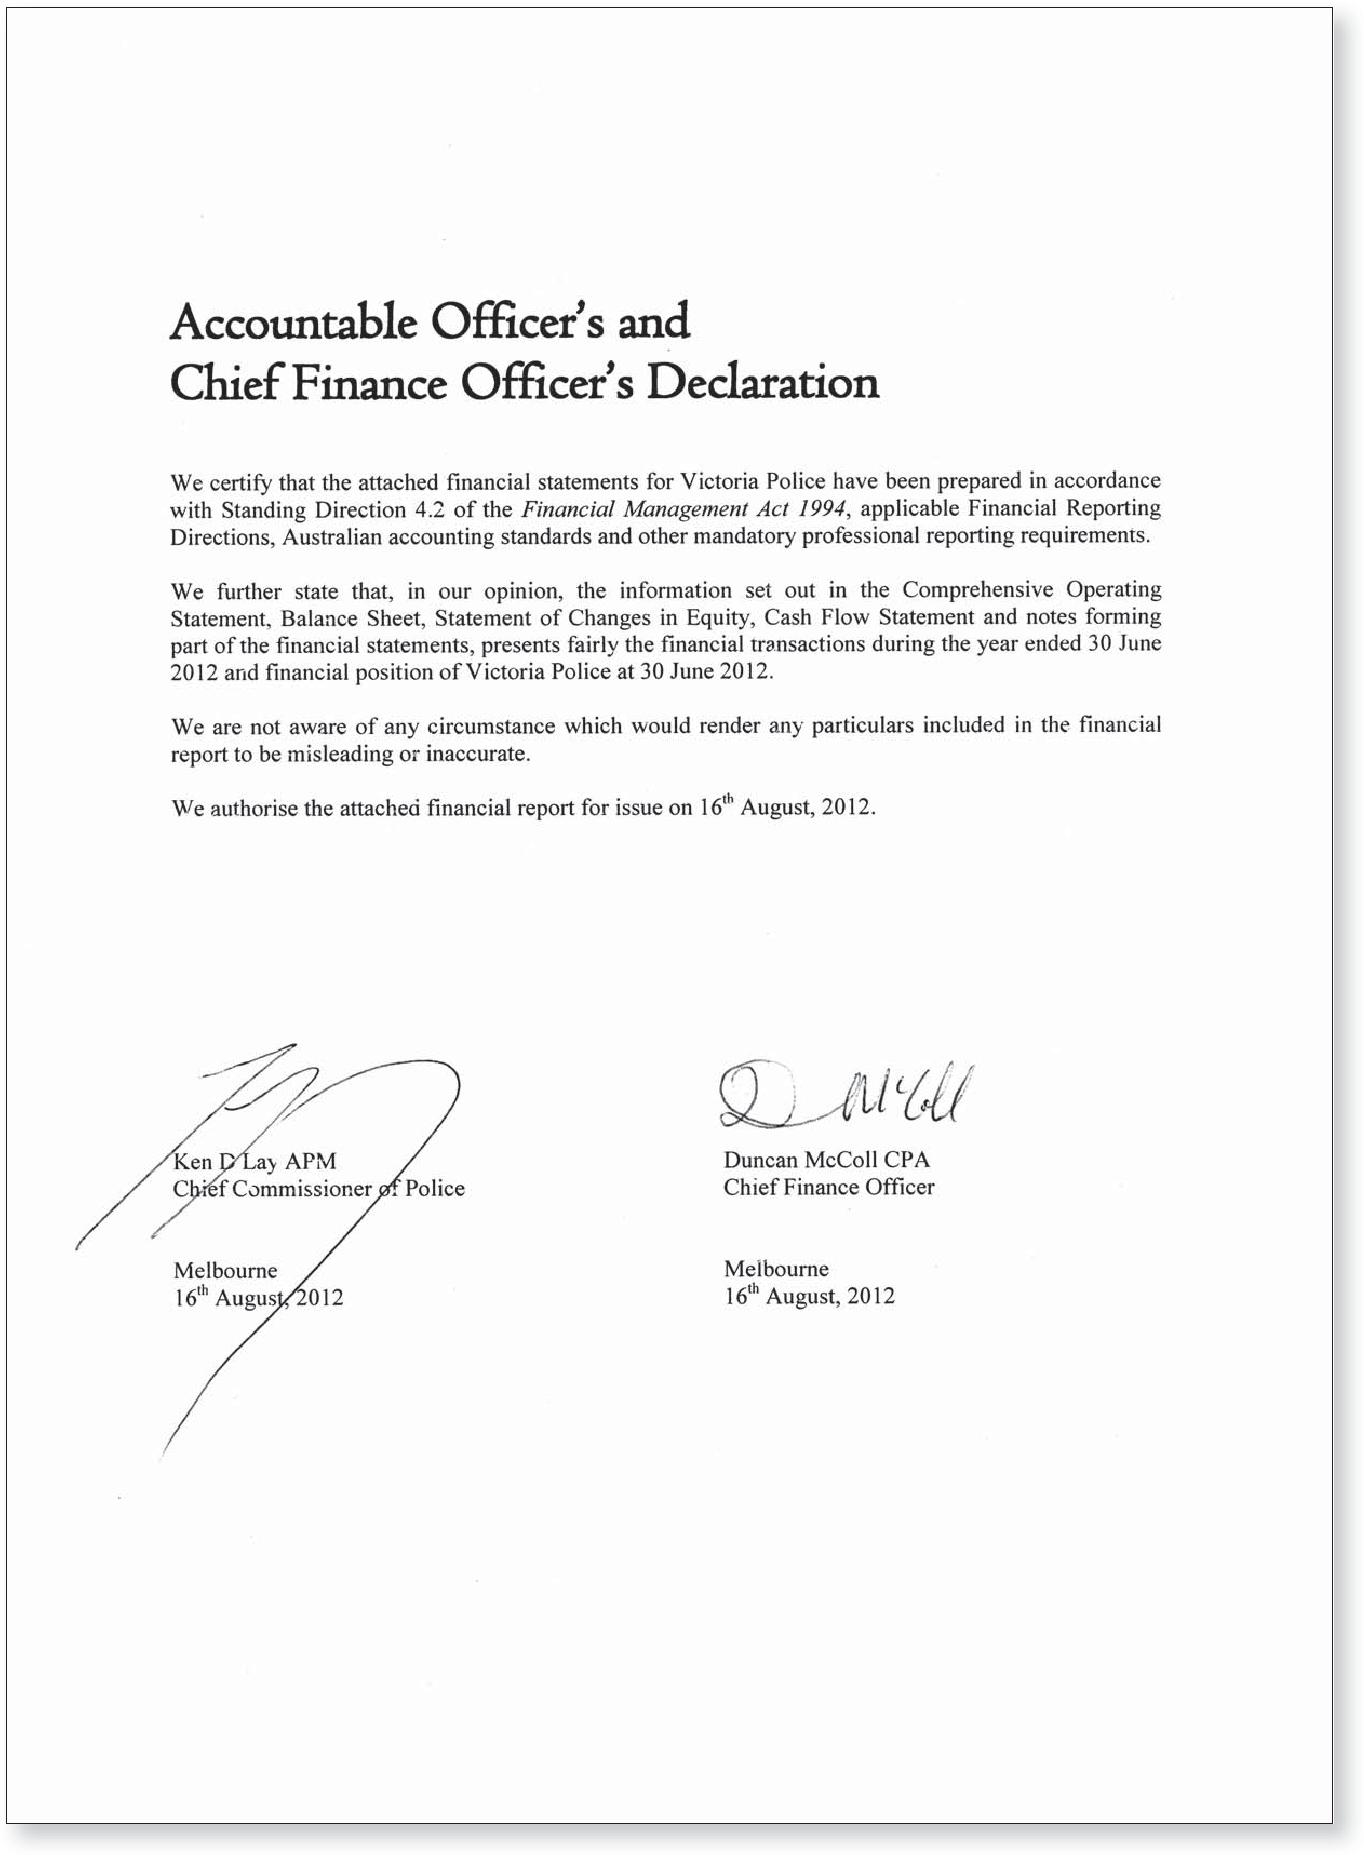 Accountable Officer's and
Chief Finance Officer's Declaration
We certify that the attached financial statements for Victoria Police have been prepared in accordance
with Standing Direction 4.2 of the Financial Management Act 1994, applicable Financial Reporting
Directions, Australian accounting standards and other mandatory professional reporting requirements.
We further state that, in our opinion, the information set out in the Comprehensive Operating
Statement, Balance Sheet, Statement of Changes in Equity, Cash Flow Statement and notes forming
part of the financial statements, presents fairly the financial transactions during the year ended 30 June
2012 and financial position of Victoria Police at 30 June 2012.
We are not aware of any circumstance which would render any particulars included in the financial
report to be misleading or inaccurate.
We authorise the attached financial report for issue on 16th August, 2012.
Ken D Lay APM
Chief Commissioner of Police
Melbourne
16th August, 2012
D McColl
Duncan McColl CPA
Chief Finance Officer
Melbourne
16th August, 2012